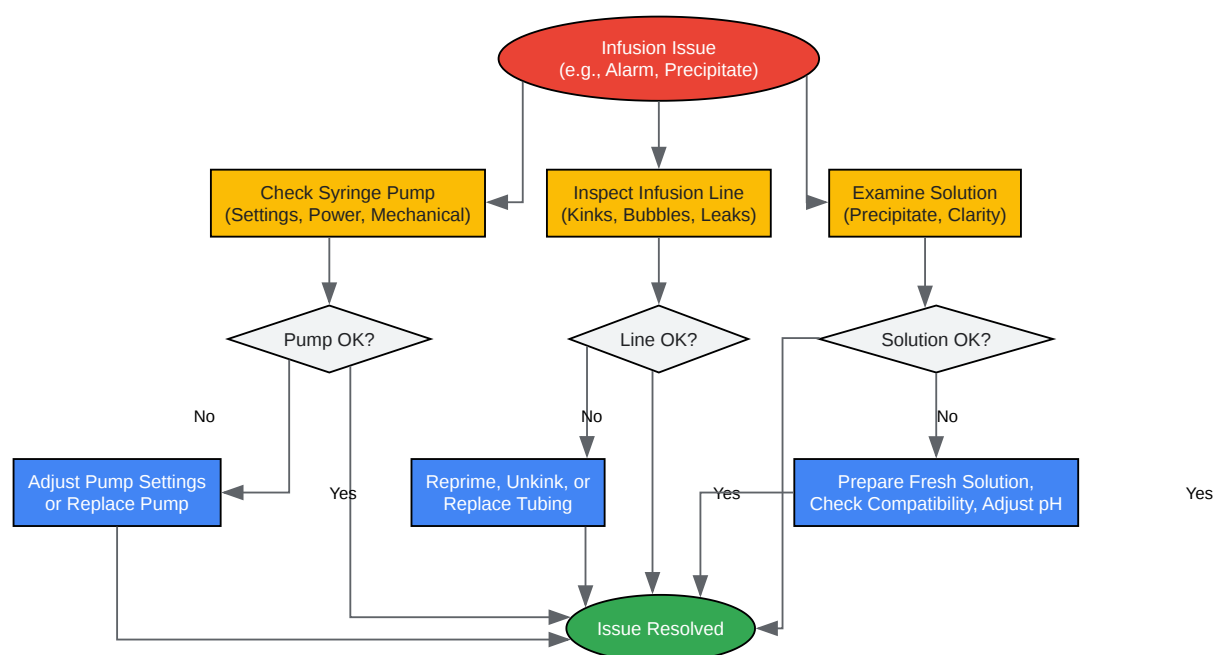 Infusion Issue
(e.g., Alarm, Precipitate)
Check Syringe Pump
(Settings, Power, Mechanical)
Inspect Infusion Line
(Kinks, Bubbles, Leaks)
Examine Solution
(Precipitate, Clarity)
Pump OK?
Line OK?
Solution OK?
No
No
No
Adjust Pump Settings
or Replace Pump
Yes
Reprime, Unkink, or
Replace Tubing
Yes
Prepare Fresh Solution,
Check Compatibility, Adjust pH
Yes
Issue Resolved